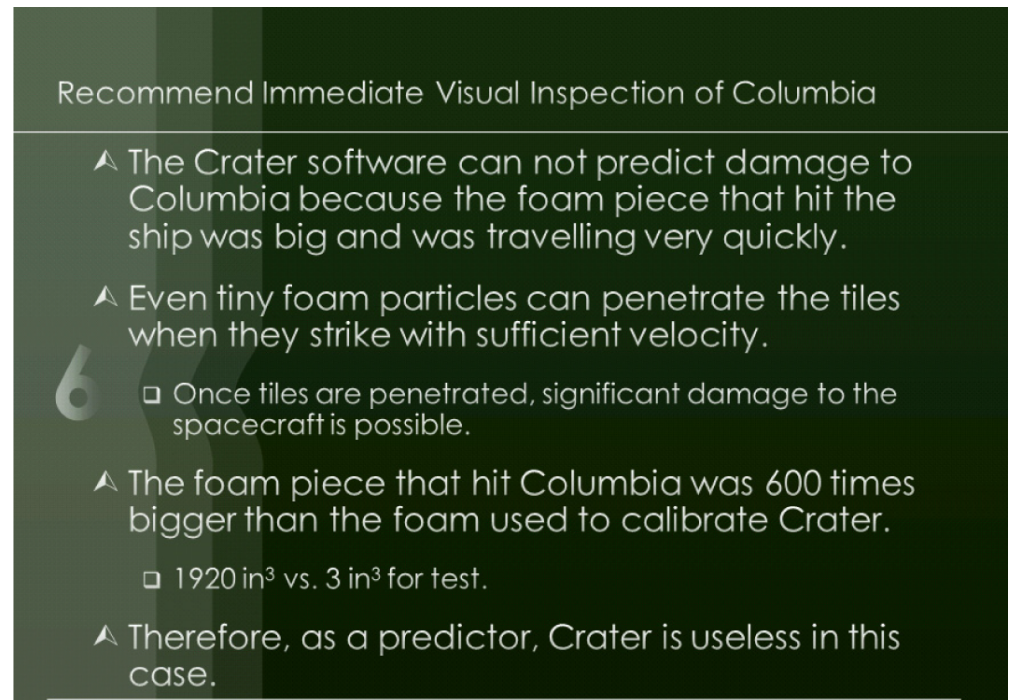 Recommend Immediate Visual Inspection of Columbia
The Crater software can not predict damage to
Columbia because the foam piece that hit the
ship was big and was travelling very quickly.
Even tiny foam particles can penetrate the tiles
when they strike with sufficient velocity.
6
Once tiles are penetrated, significant damage to the
spacecraft is possible.
The foam piece that hit Columbia was 600 times
bigger than the foam used to calibrate Crater.
1920 in³ vs. 3 in³ for test.
Therefore, as a predictor, Crater is useless in this
case.